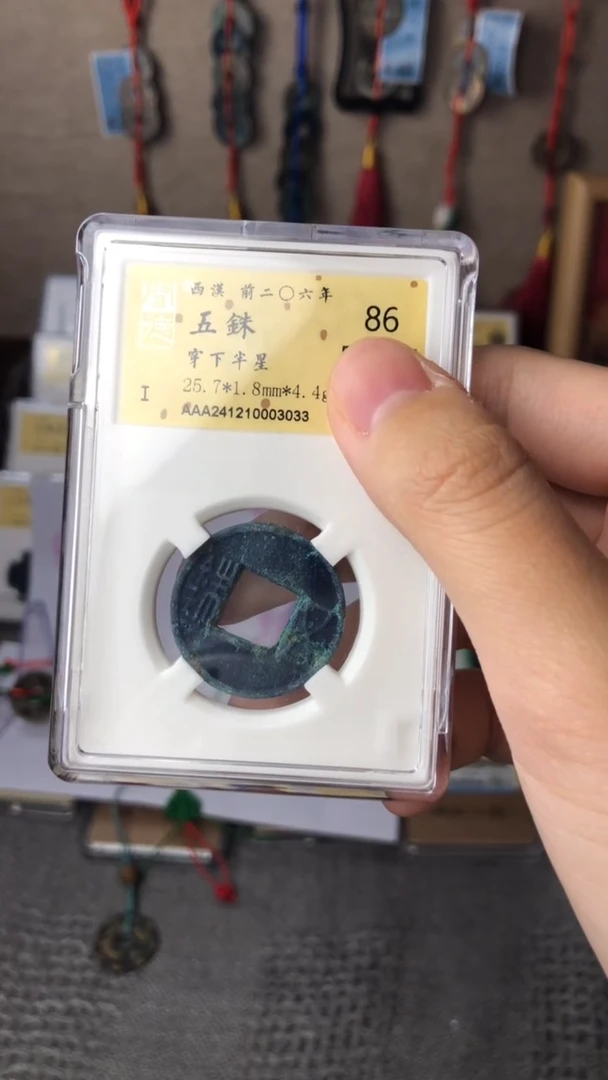 西漢 前二〇六年
五銖
86
穿下半星
I 25.7*1.8mm*4.4g
AAA241210003033